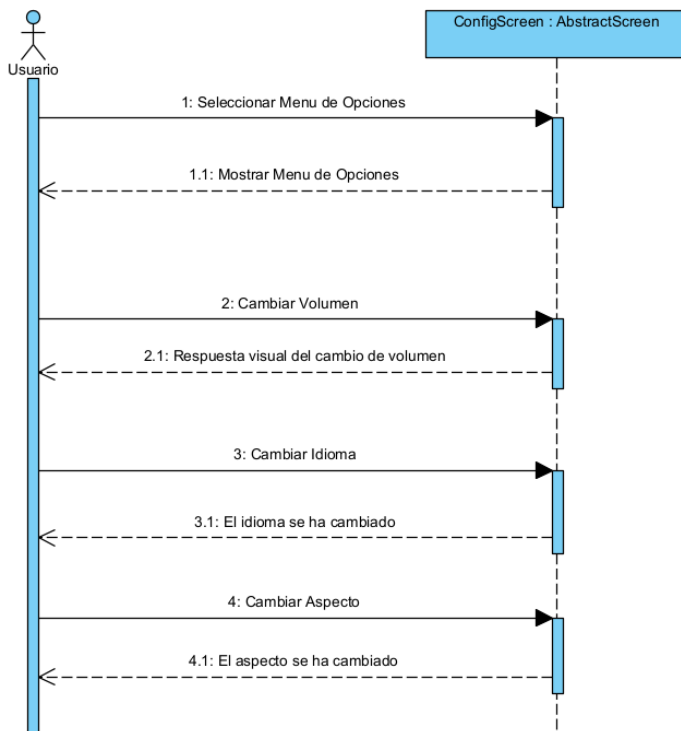 ConfigScreen : AbstractScreen
Usuario
1: Seleccionar Menu de Opciones
1.1: Mostrar Menu de Opciones
2: Cambiar Volumen
2.1: Respuesta visual del cambio de volumen
3: Cambiar Idioma
3.1: El idioma se ha cambiado
4: Cambiar Aspecto
4.1: El aspecto se ha cambiado